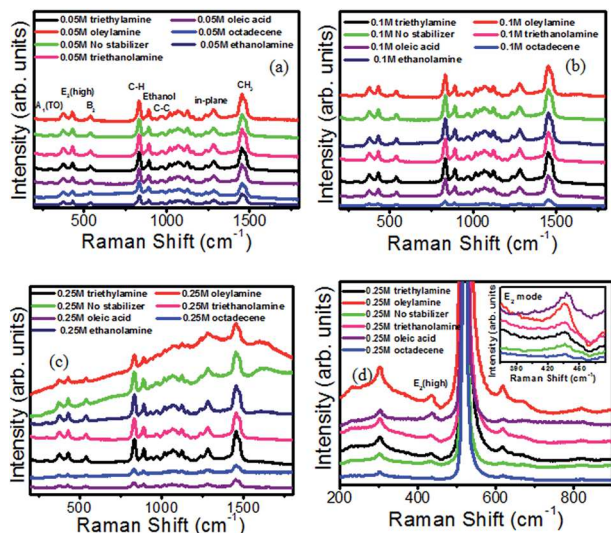 0.05M triethylamine 0.05M oleic acid
0.05M oleylamine 0.05M octadecene
0.05M No stabilizer 0.05M ethanolamine
0.05M triethanolamine
(a)
C-H
CH2
E2(high)
Ethanol
A1(TO)
B1
C-C
in-plane
Intensity (arb. units)
500 1000 1500
Raman Shift (cm-1)
0.1M triethylamine 0.1M oleylamine
0.1M No stabilizer 0.1M triethanolamine
0.1M oleic acid 0.1M octadecene
0.1M ethanolamine
(b)
Intensity (arb. units)
500 1000 1500
Raman Shift (cm-1)
0.25M triethylamine 0.25M oleylamine
0.25M No stabilizer 0.25M triethanolamine
0.25M oleic acid 0.25M octadecene
0.25M ethanolamine
(c)
Intensity (arb. units)
500 1000 1500
Raman Shift (cm-1)
0.25M triethylamine
0.25M oleylamine
0.25M No stabilizer
0.25M triethanolamine
0.25M oleic acid
0.25M octadecene
(d)
E2(high)
E2 mode
Intensity (arb. units)
Raman Shift (cm-1)
Intensity (arb. units)
200 400 600 800
Raman Shift (cm-1)